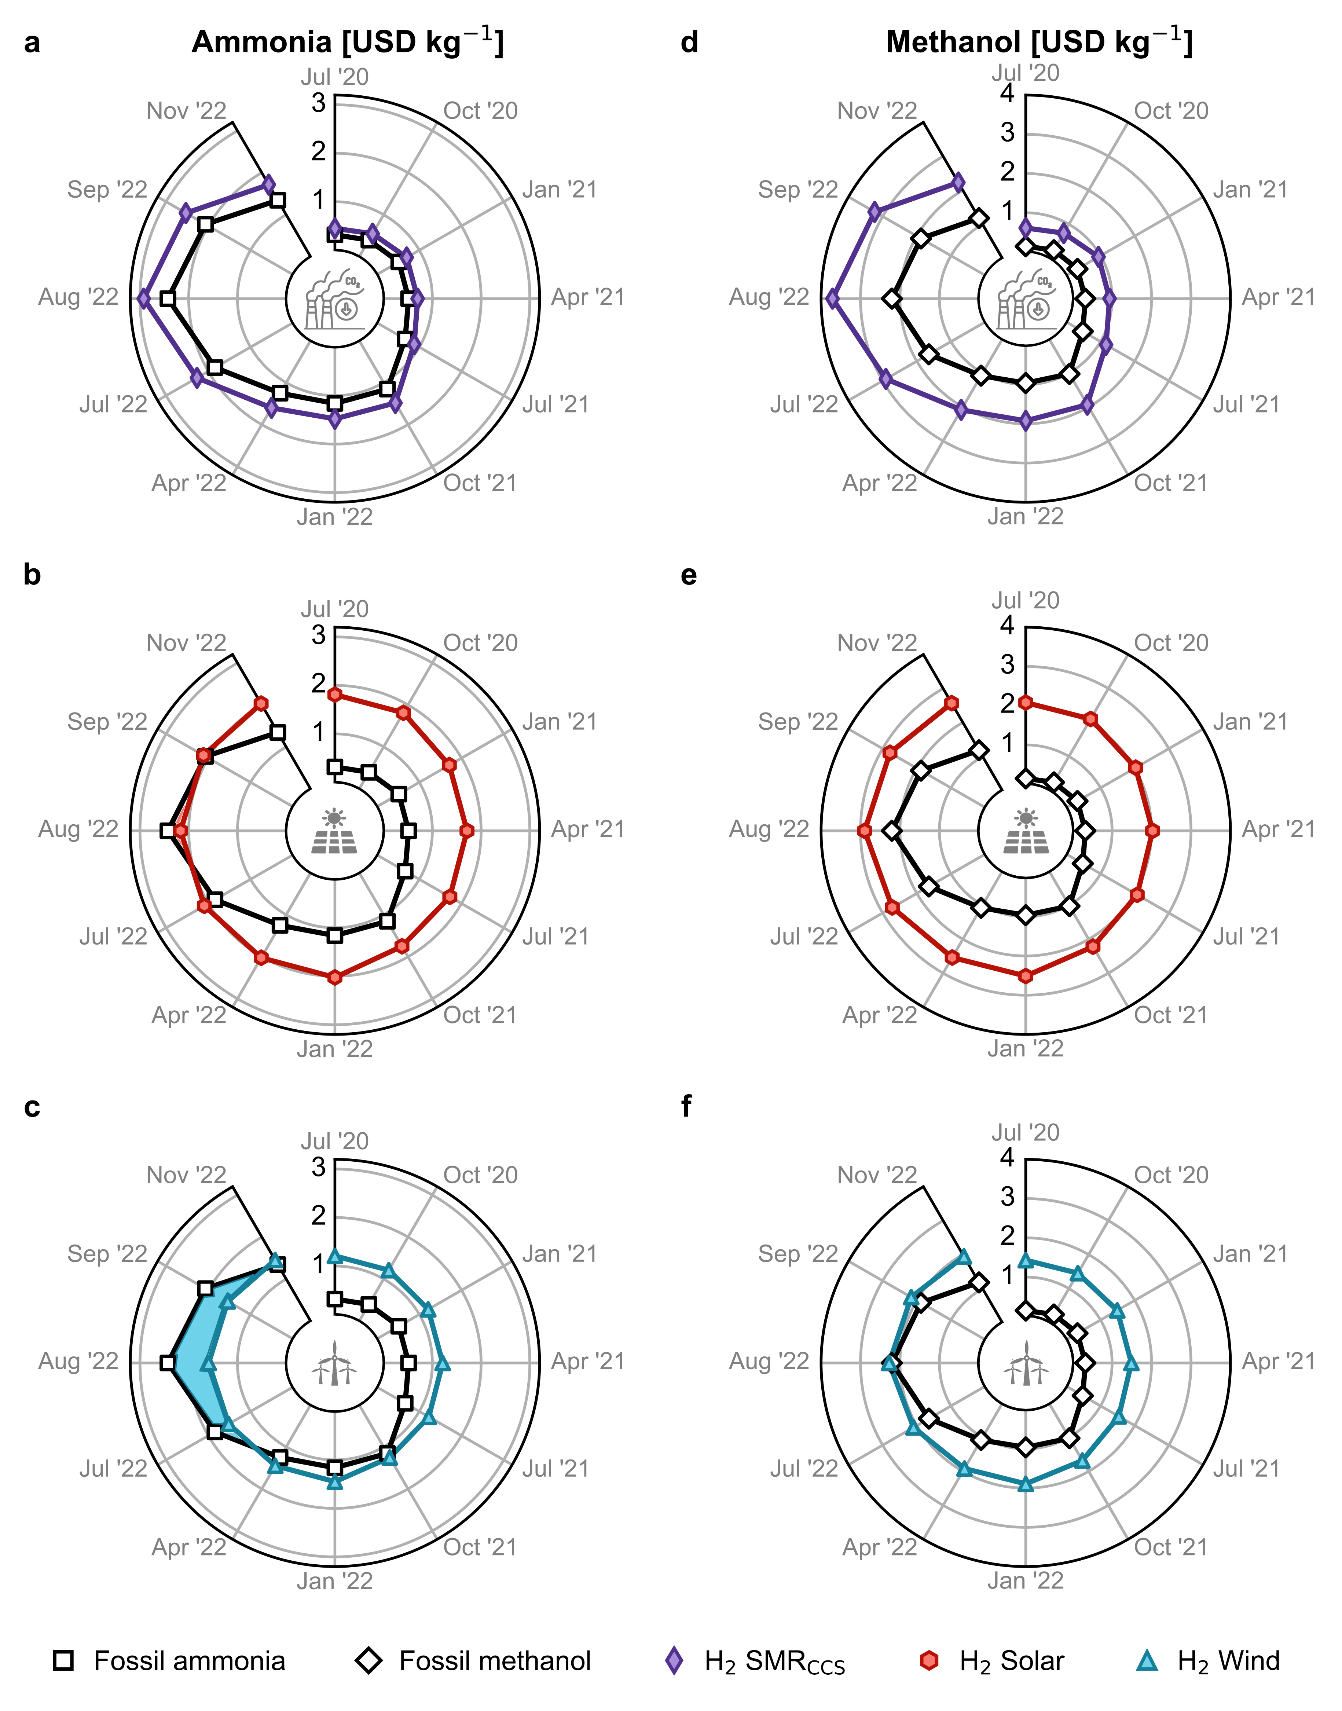 a
Ammonia [USD kg⁻¹]
Jul '20
Oct '20
Jan '21
Apr '21
Jul '21
Oct '21
Jan '22
Apr '22
Jul '22
Aug '22
Sep '22
Nov '22
3
2
1
CO₂
d
Methanol [USD kg⁻¹]
Jul '20
Oct '20
Jan '21
Apr '21
Jul '21
Oct '21
Jan '22
Apr '22
Jul '22
Aug '22
Sep '22
Nov '22
4
3
2
1
CO₂
b
Jul '20
Oct '20
Jan '21
Apr '21
Jul '21
Oct '21
Jan '22
Apr '22
Jul '22
Aug '22
Sep '22
Nov '22
3
2
1
e
Jul '20
Oct '20
Jan '21
Apr '21
Jul '21
Oct '21
Jan '22
Apr '22
Jul '22
Aug '22
Sep '22
Nov '22
4
3
2
1
c
Jul '20
Oct '20
Jan '21
Apr '21
Jul '21
Oct '21
Jan '22
Apr '22
Jul '22
Aug '22
Sep '22
Nov '22
3
2
1
f
Jul '20
Oct '20
Jan '21
Apr '21
Jul '21
Oct '21
Jan '22
Apr '22
Jul '22
Aug '22
Sep '22
Nov '22
4
3
2
1
Fossil ammonia
Fossil methanol
H₂ SMR_CCS
H₂ Solar
H₂ Wind